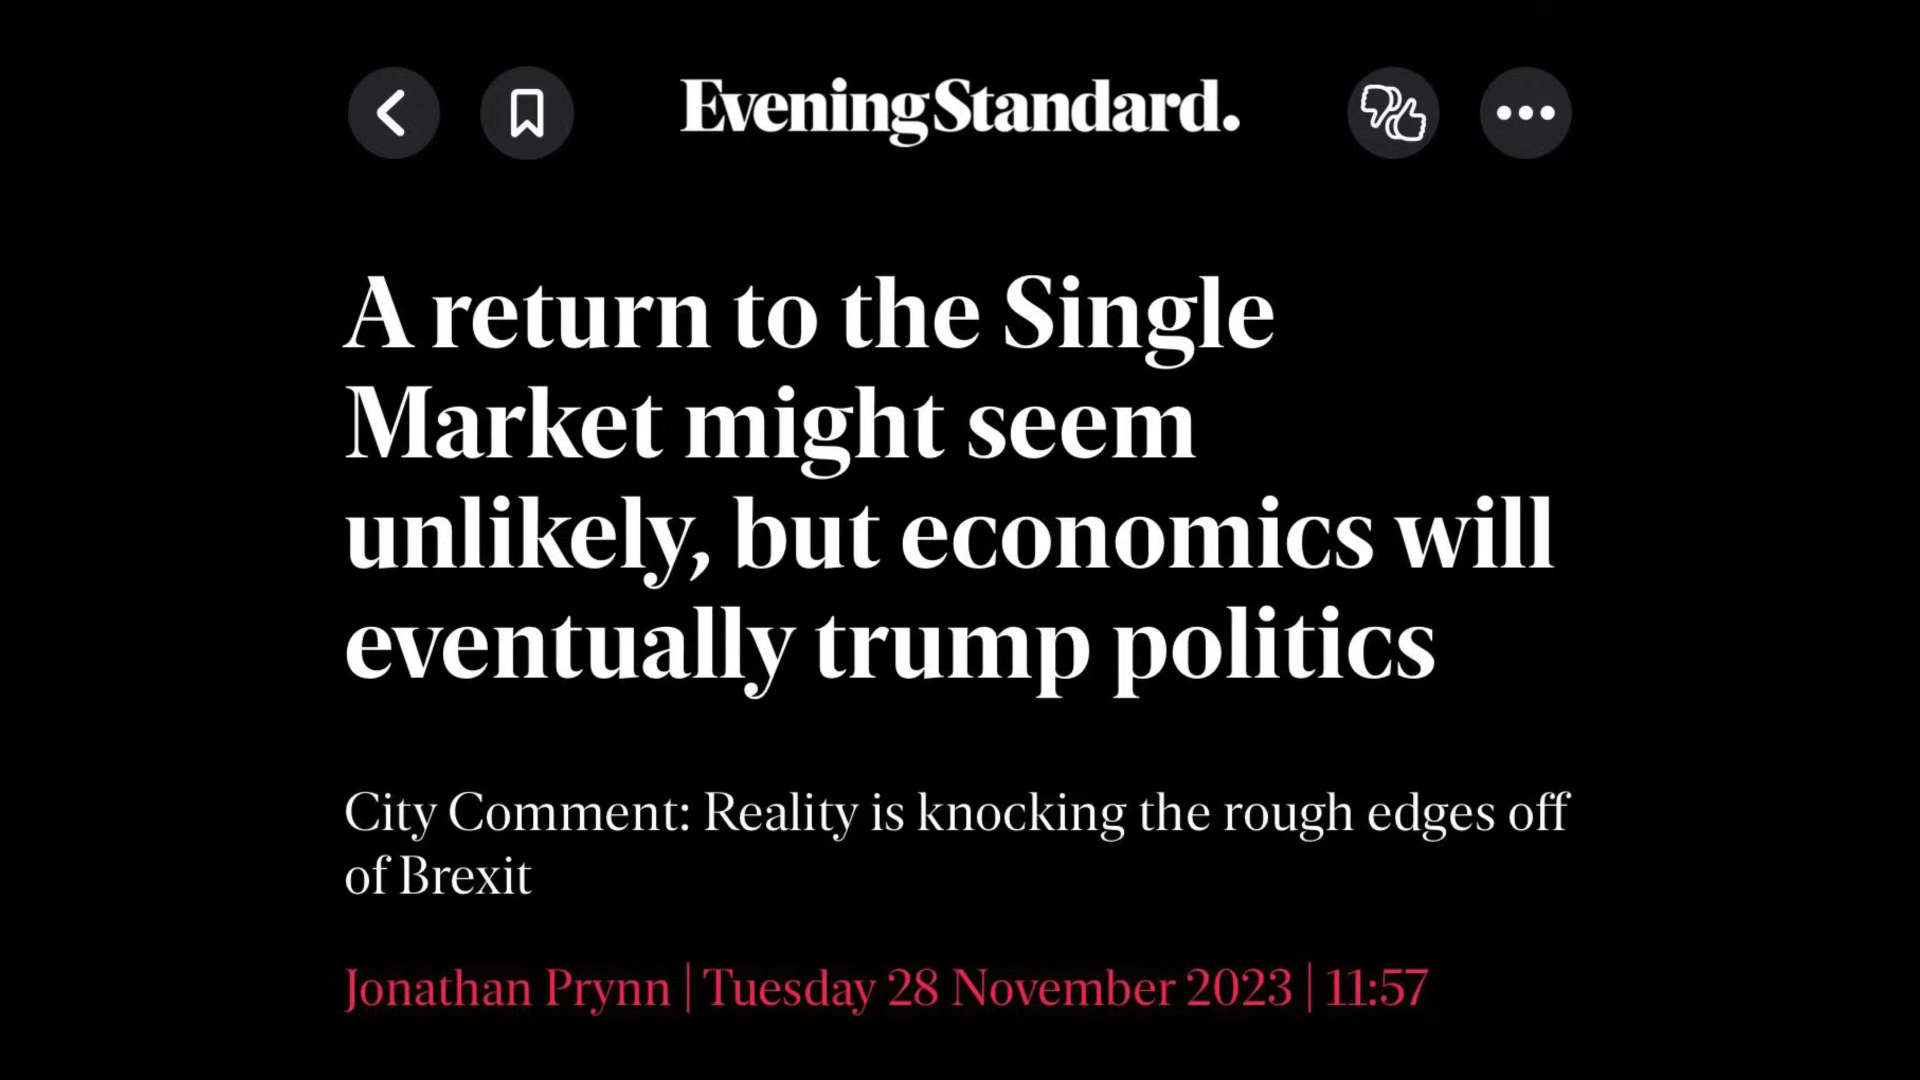 Evening Standard.
A return to the Single
Market might seem
unlikely, but economics will
eventually trump politics
City Comment: Reality is knocking the rough edges off
of Brexit
Jonathan Prynn | Tuesday 28 November 2023 | 11:57